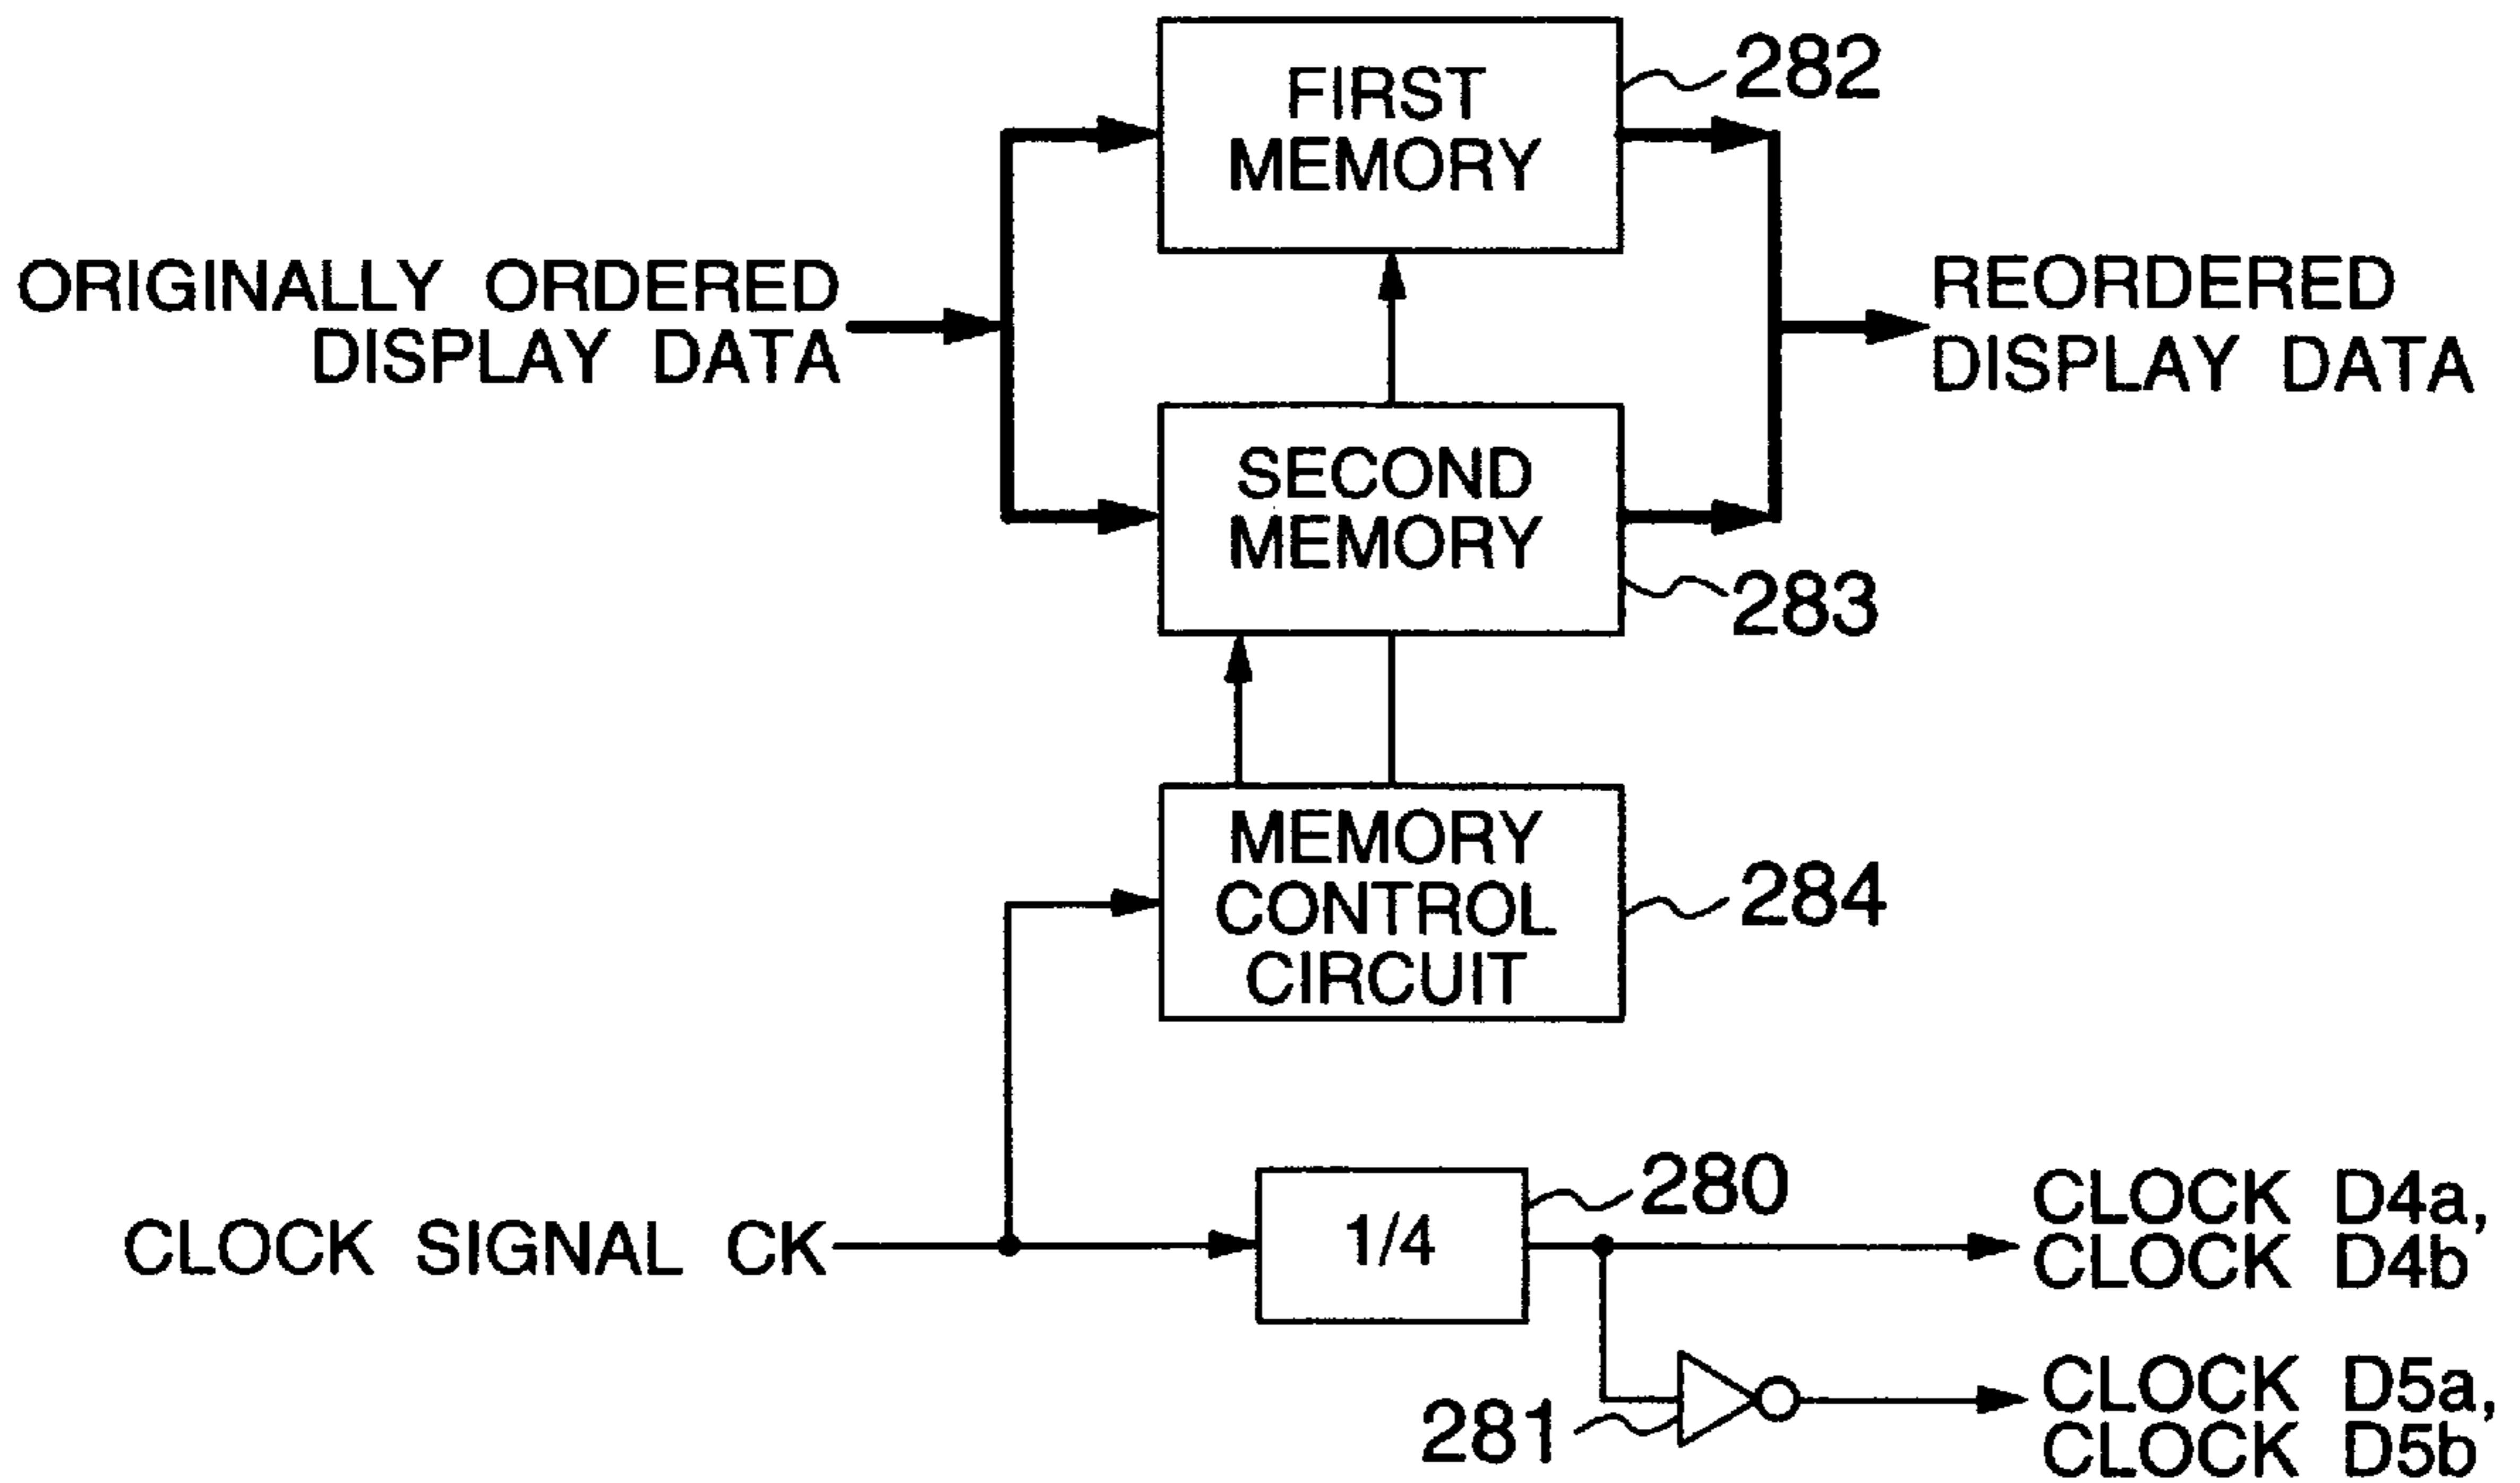 FIRST
MEMORY
282
ORIGINALLY ORDERED
DISPLAY DATA
REORDERED
DISPLAY DATA
SECOND
MEMORY
283
MEMORY
CONTROL
CIRCUIT
284
CLOCK SIGNAL CK
1/4
280
CLOCK D4a,
CLOCK D4b
281
CLOCK D5a,
CLOCK D5b